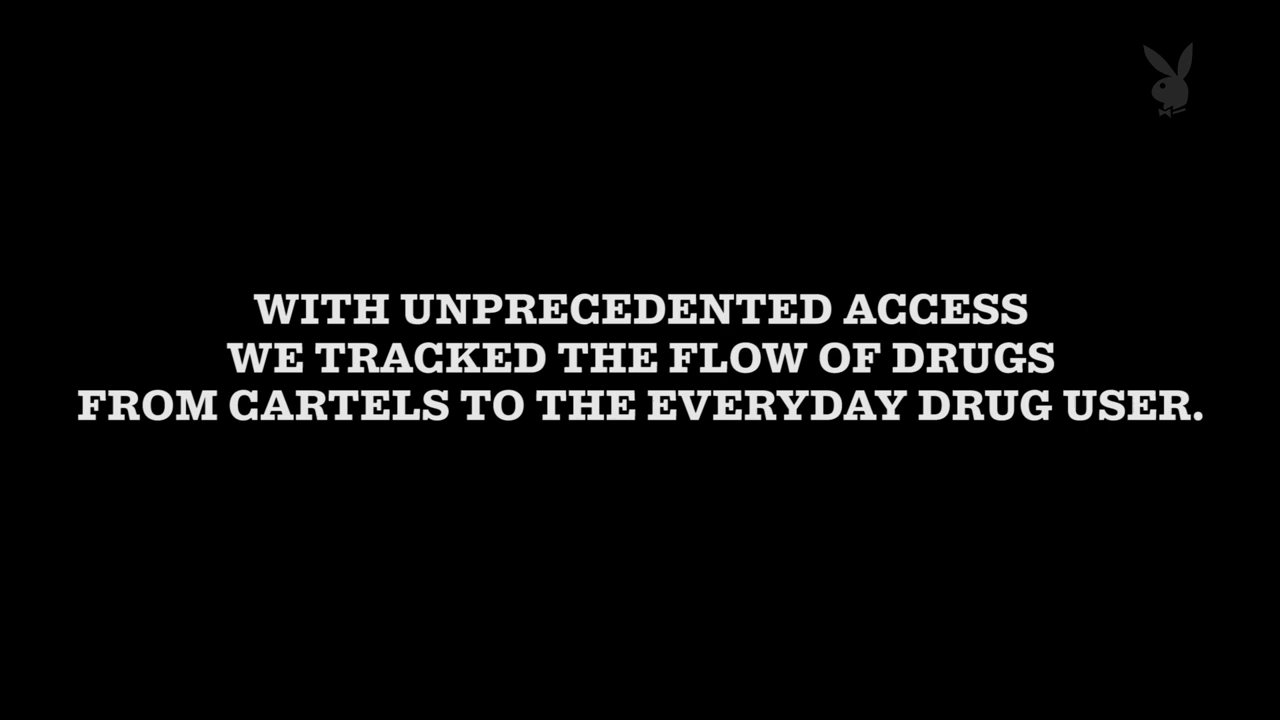 WITH UNPRECEDENTED ACCESS
WE TRACKED THE FLOW OF DRUGS
FROM CARTELS TO THE EVERYDAY DRUG USER.